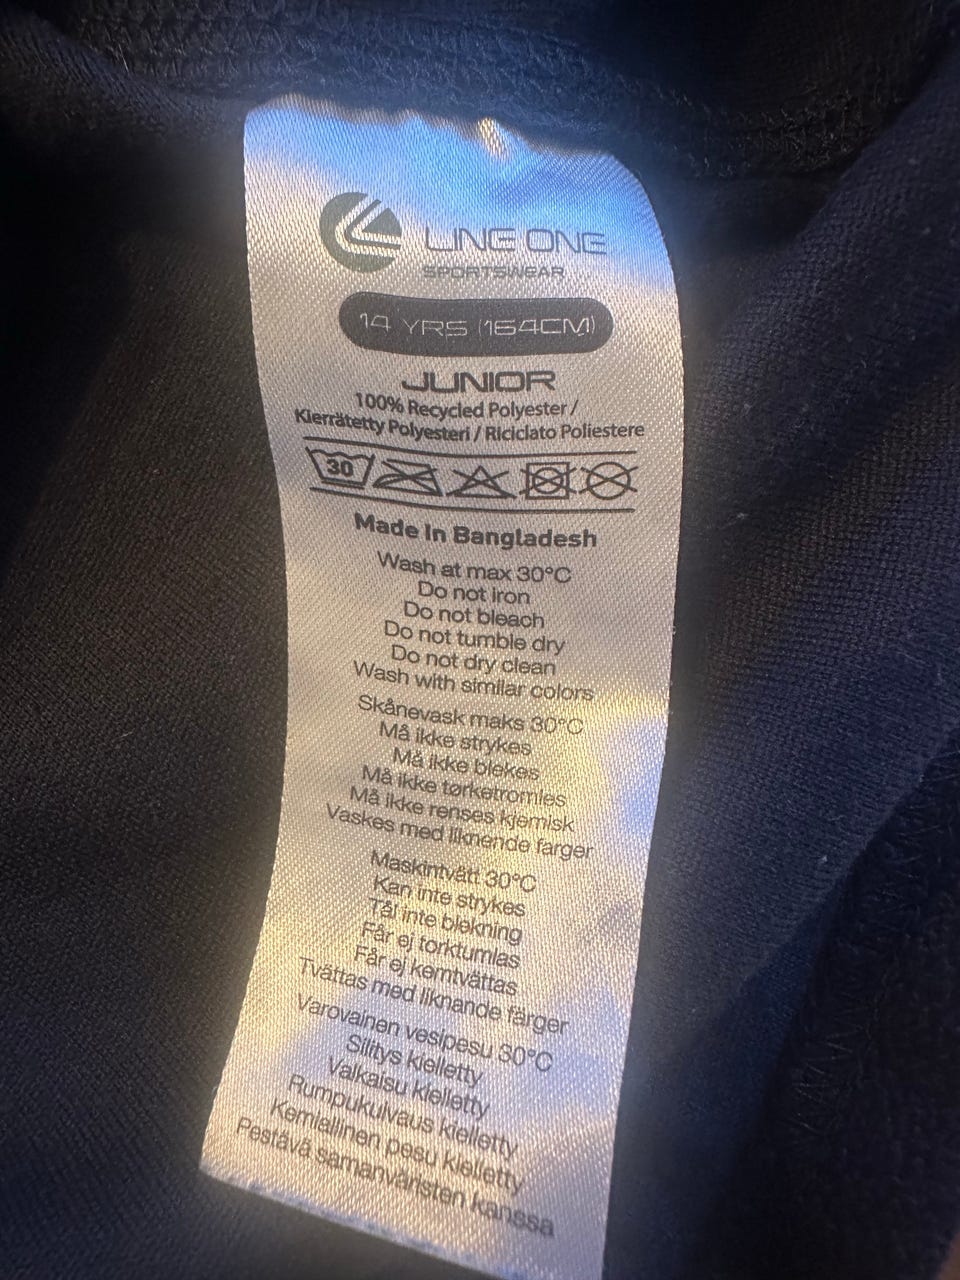 LINE ONE
SPORTSWEAR
14 YRS (164CM)
JUNIOR
100% Recycled Polyester /
Kierrätetty Polyesteri / Riciclato Poliestere
30
Made In Bangladesh
Wash at max 30°C
Do not iron
Do not bleach
Do not tumble dry
Do not dry clean
Wash with similar colors
Skånevask maks 30°C
Må ikke strykes
Må ikke blekes
Må ikke tørketromles
Må ikke renses kjemisk
Vaskes med liknende farger
Maskintvätt 30°C
Kan inte strykes
Tål inte blekning
Får ej torktumlas
Får ej kemtvättas
Tvättas med liknande färger
Varovainen vesipesu 30°C
Silitys kielletty
Valkaisu kielletty
Rumpukuivaus kielletty
Kemiallinen pesu kielletty
Pestävä samanväristen kanssa